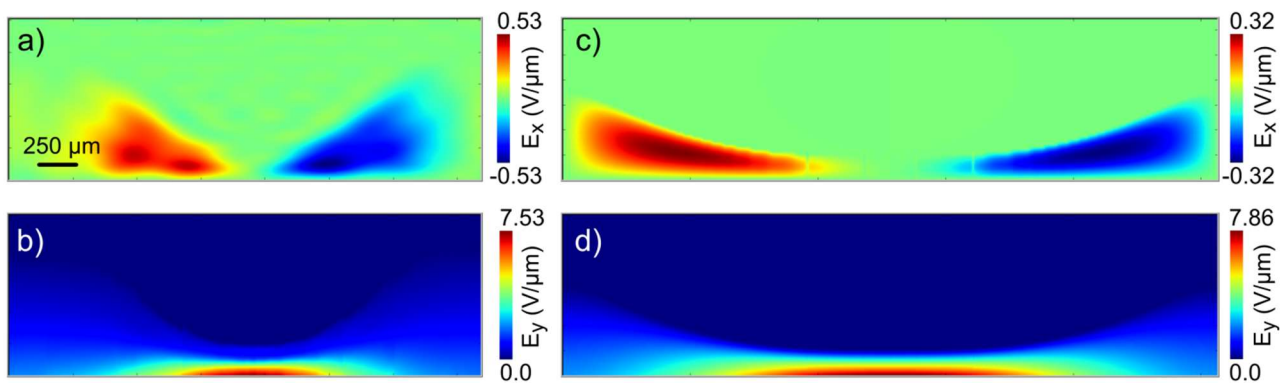 a)
250 µm
0.53
Ex (V/µm)
-0.53
c)
0.32
Ex (V/µm)
-0.32
b)
7.53
Ey (V/µm)
0.0
d)
7.86
Ey (V/µm)
0.0